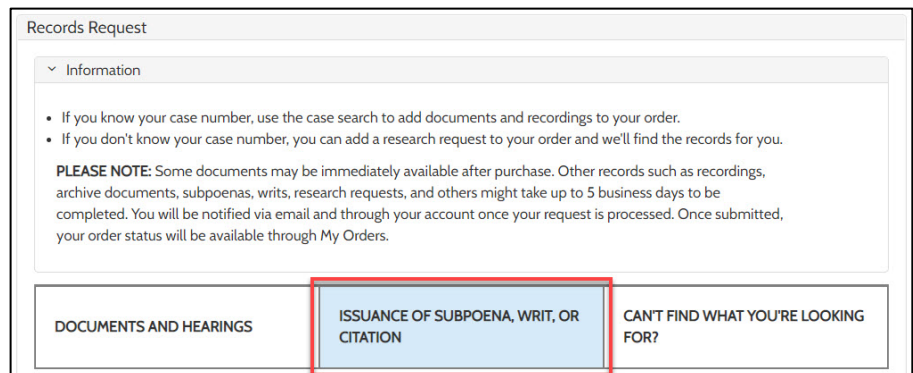 Records Request
Information
• If you know your case number, use the case search to add documents and recordings to your order.
• If you don't know your case number, you can add a research request to your order and we'll find the records for you.
PLEASE NOTE: Some documents may be immediately available after purchase. Other records such as recordings,
archive documents, subpoenas, writs, research requests, and others might take up to 5 business days to be
completed. You will be notified via email and through your account once your request is processed. Once submitted,
your order status will be available through My Orders.
DOCUMENTS AND HEARINGS
ISSUANCE OF SUBPOENA, WRIT, OR
CITATION
CAN'T FIND WHAT YOU'RE LOOKING
FOR?